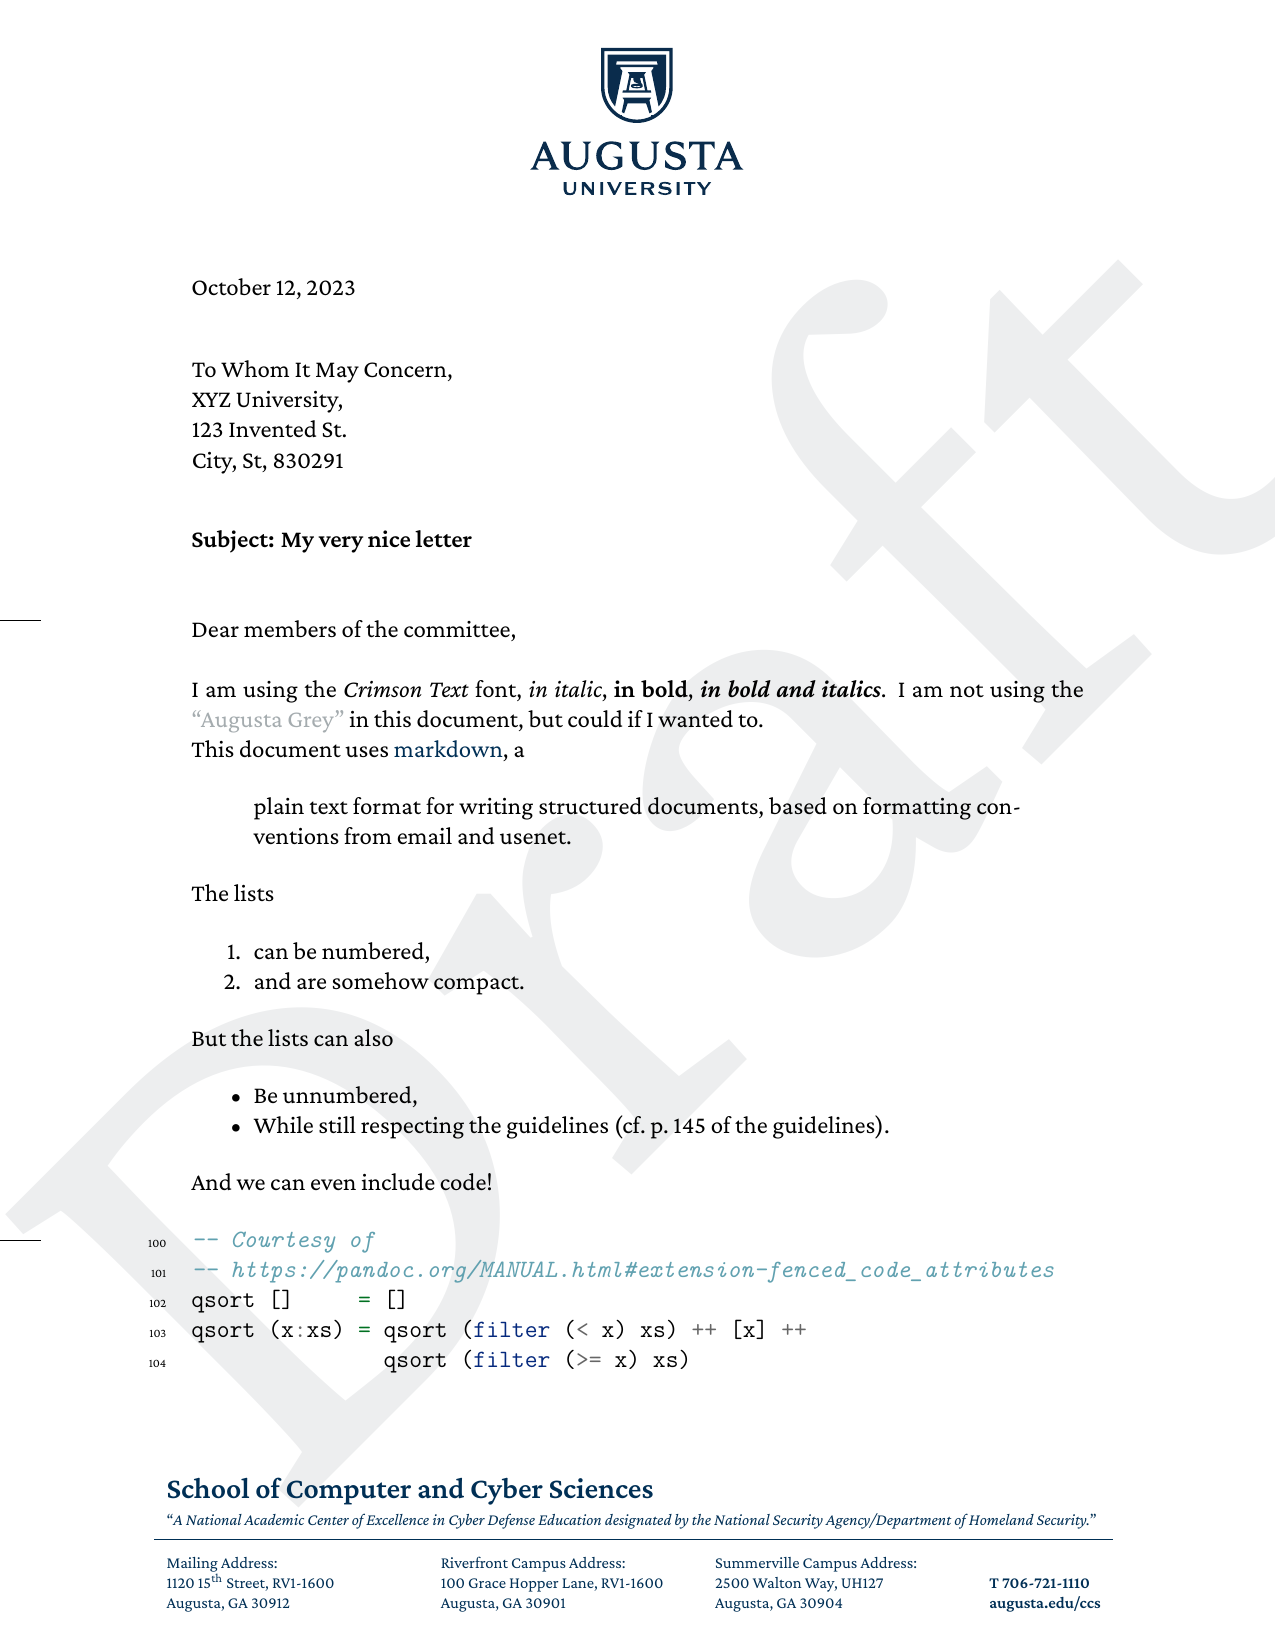 AUGUSTA
UNIVERSITY
October 12, 2023
To Whom It May Concern,
XYZ University,
123 Invented St.
City, St, 830291
Subject: My very nice letter
Dear members of the committee,
I am using the Crimson Text font, in italic, in bold, in bold and italics. I am not using the
“Augusta Grey” in this document, but could if I wanted to.
This document uses markdown, a
plain text format for writing structured documents, based on formatting con-
ventions from email and usenet.
The lists
1. can be numbered,
2. and are somehow compact.
But the lists can also
• Be unnumbered,
• While still respecting the guidelines (cf. p. 145 of the guidelines).
And we can even include code!
100 -- Courtesy of
101 -- https://pandoc.org/MANUAL.html#extension-fenced_code_attributes
102 qsort []     = []
103 qsort (x:xs) = qsort (filter (< x) xs) ++ [x] ++
104                qsort (filter (>= x) xs)
Draft
School of Computer and Cyber Sciences
“A National Academic Center of Excellence in Cyber Defense Education designated by the National Security Agency/Department of Homeland Security.”
Mailing Address:
1120 15th Street, RV1-1600
Augusta, GA 30912
Riverfront Campus Address:
100 Grace Hopper Lane, RV1-1600
Augusta, GA 30901
Summerville Campus Address:
2500 Walton Way, UH127
Augusta, GA 30904
T 706-721-1110
augusta.edu/ccs